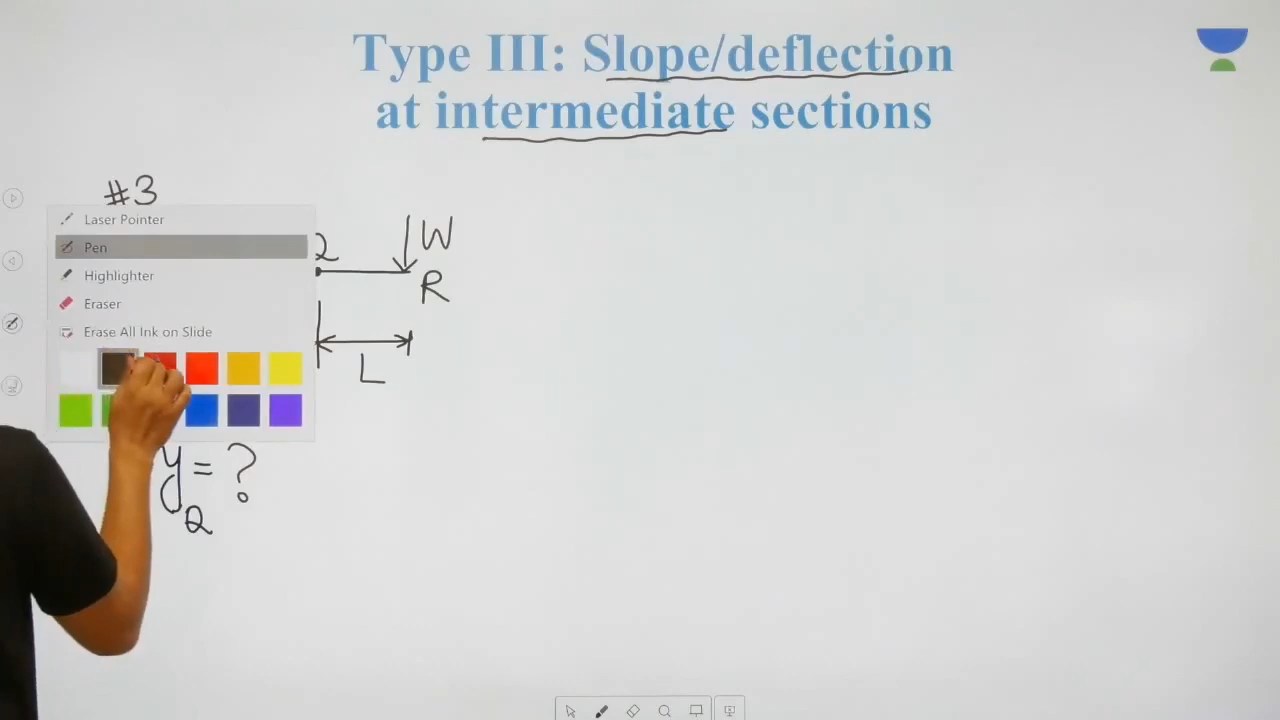 Type III: Slope/deflection
at intermediate sections
#3
Laser Pointer
Pen
Highlighter
Eraser
Erase All Ink on Slide
Q
W
R
L
y = ?
Q